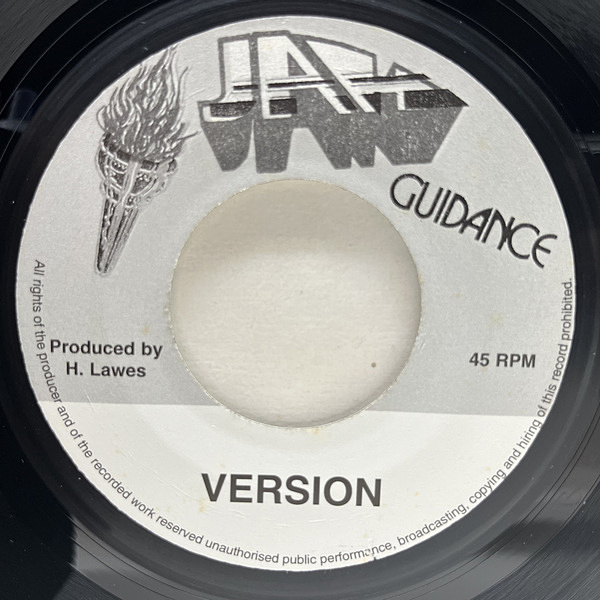 JAH
GUIDANCE
Produced by
H. Lawes
45 RPM
VERSION
All rights of the producer and of the recorded work reserved unauthorised public performance, broadcasting, copying and hiring of this record prohibited.